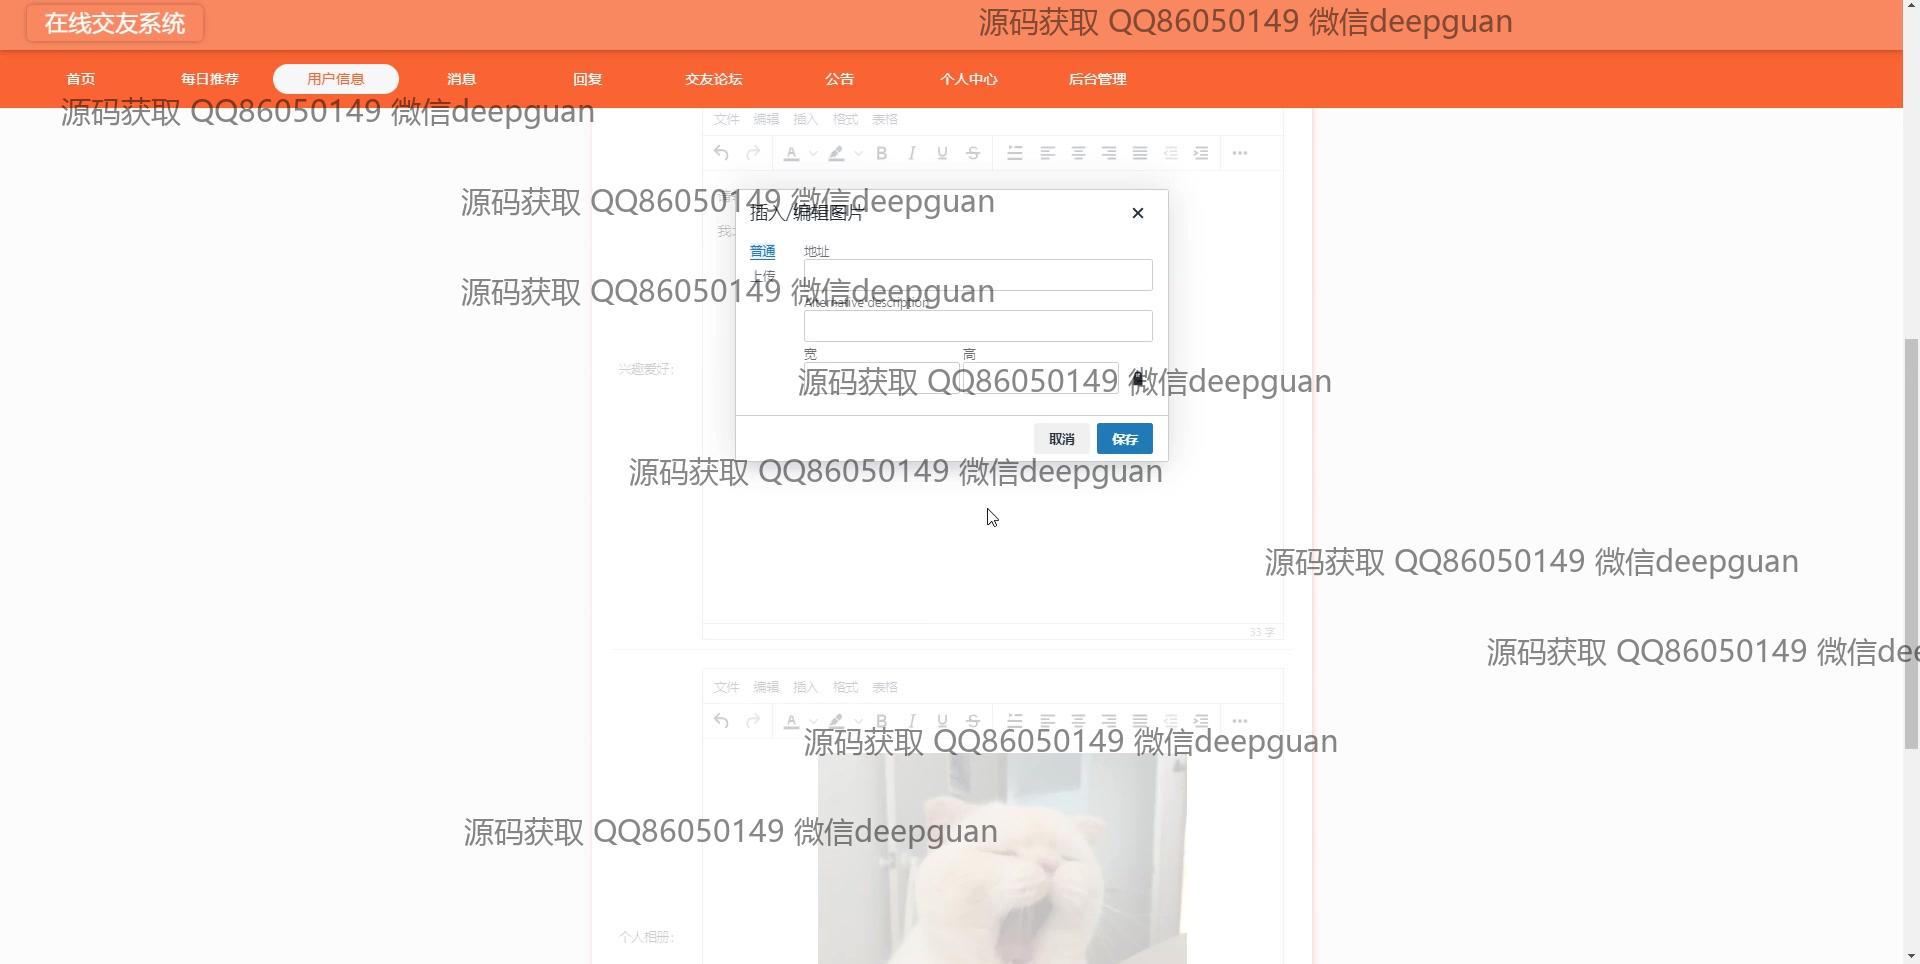 在线交友系统
源码获取 QQ86050149 微信deepguan
首页 每日推荐 用户信息 消息 回复 交友论坛 公告 个人中心 后台管理
源码获取 QQ86050149 微信deepguan
文件 编辑 插入 格式 表格
源码获取 QQ86050149 微信deepguan
插入/编辑图片
我
普通 地址
上传
源码获取 QQ86050149 微信deepguan
Alternative description
宽 高
兴趣爱好：
源码获取 QQ86050149 微信deepguan
取消 保存
源码获取 QQ86050149 微信deepguan
源码获取 QQ86050149 微信deepguan
33 字
源码获取 QQ86050149 微信dee
文件 编辑 插入 格式 表格
源码获取 QQ86050149 微信deepguan
源码获取 QQ86050149 微信deepguan
个人相册：